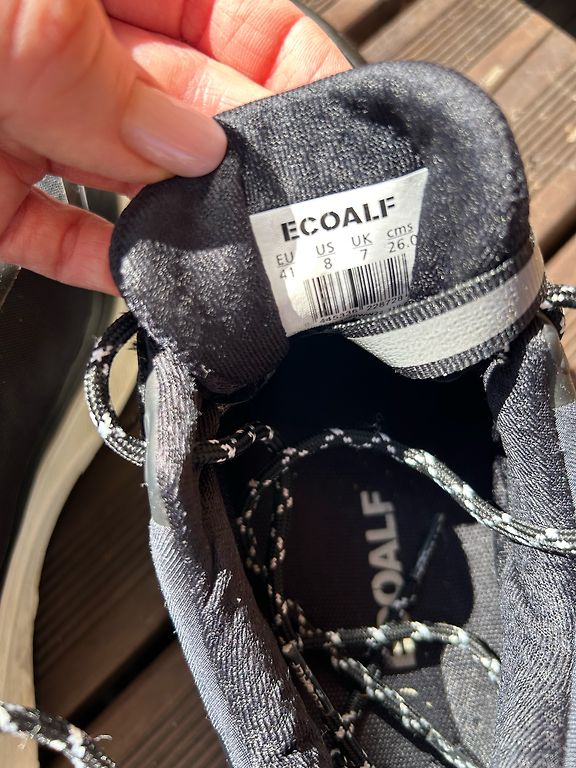 ECOALF
EU US UK cms
41 8 7 26.0
ECOALF